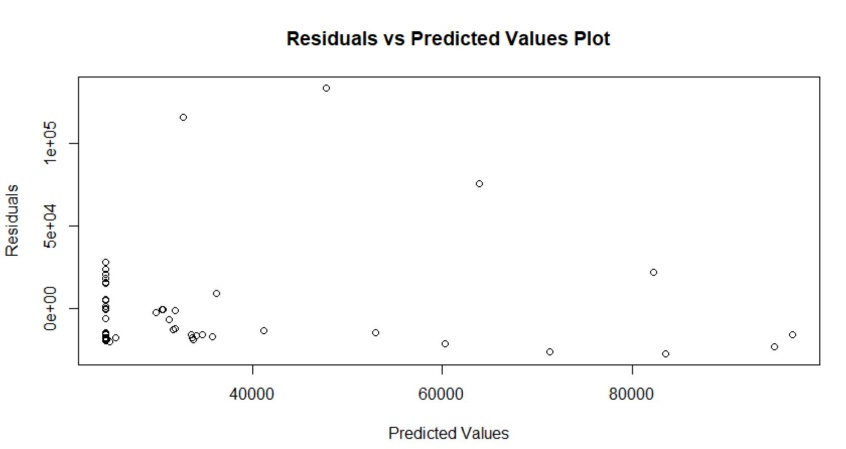 Residuals vs Predicted Values Plot
1e+05
5e+04
0e+00
Residuals
40000 60000 80000
Predicted Values